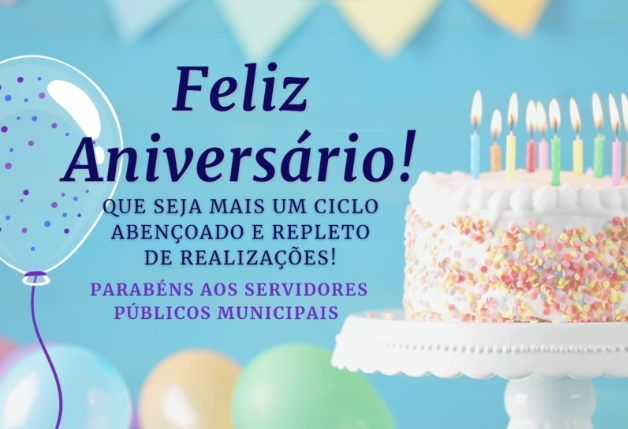 Feliz
Aniversário!
QUE SEJA MAIS UM CICLO
ABENÇOADO E REPLETO
DE REALIZAÇÕES!
PARABÉNS AOS SERVIDORES
PÚBLICOS MUNICIPAIS